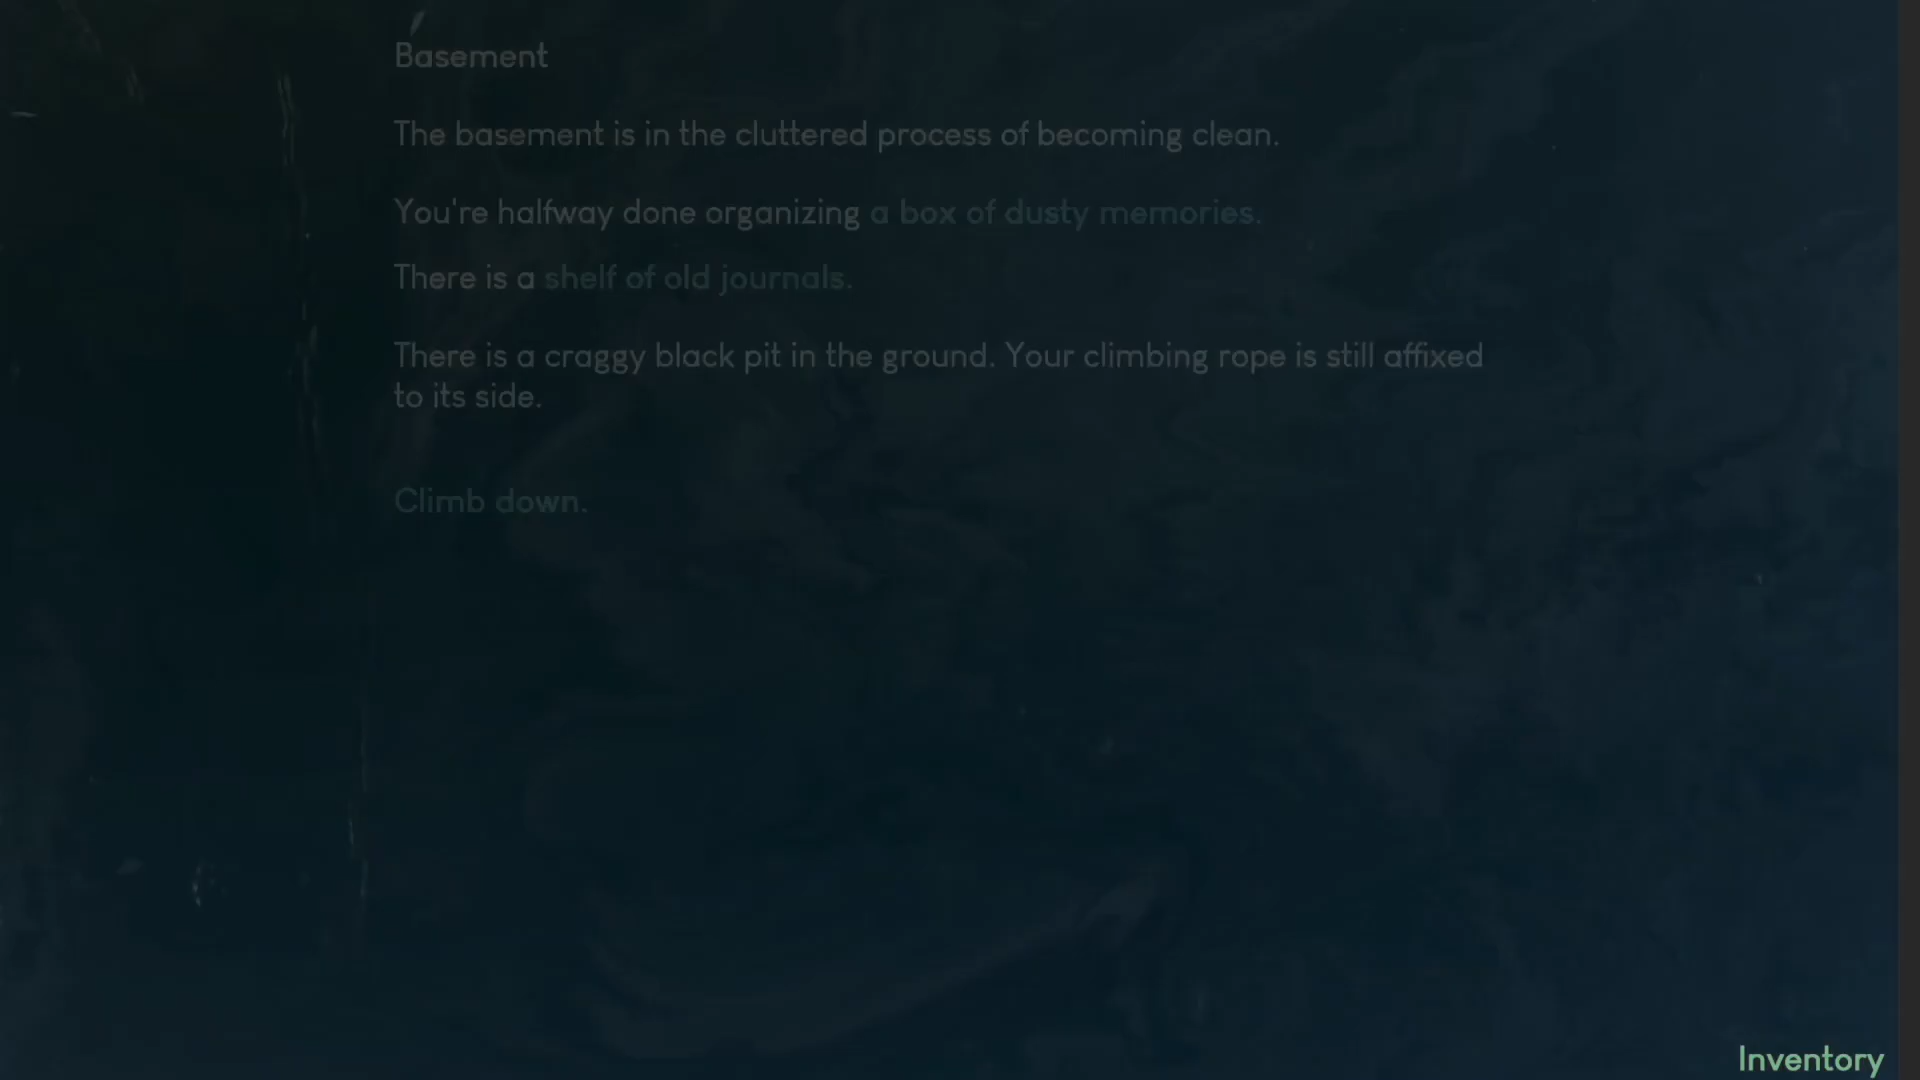 Basement
The basement is in the cluttered process of becoming clean.
You're halfway done organizing a box of dusty memories.
There is a shelf of old journals.
There is a craggy black pit in the ground. Your climbing rope is still affixed
to its side.
Climb down.
Inventory